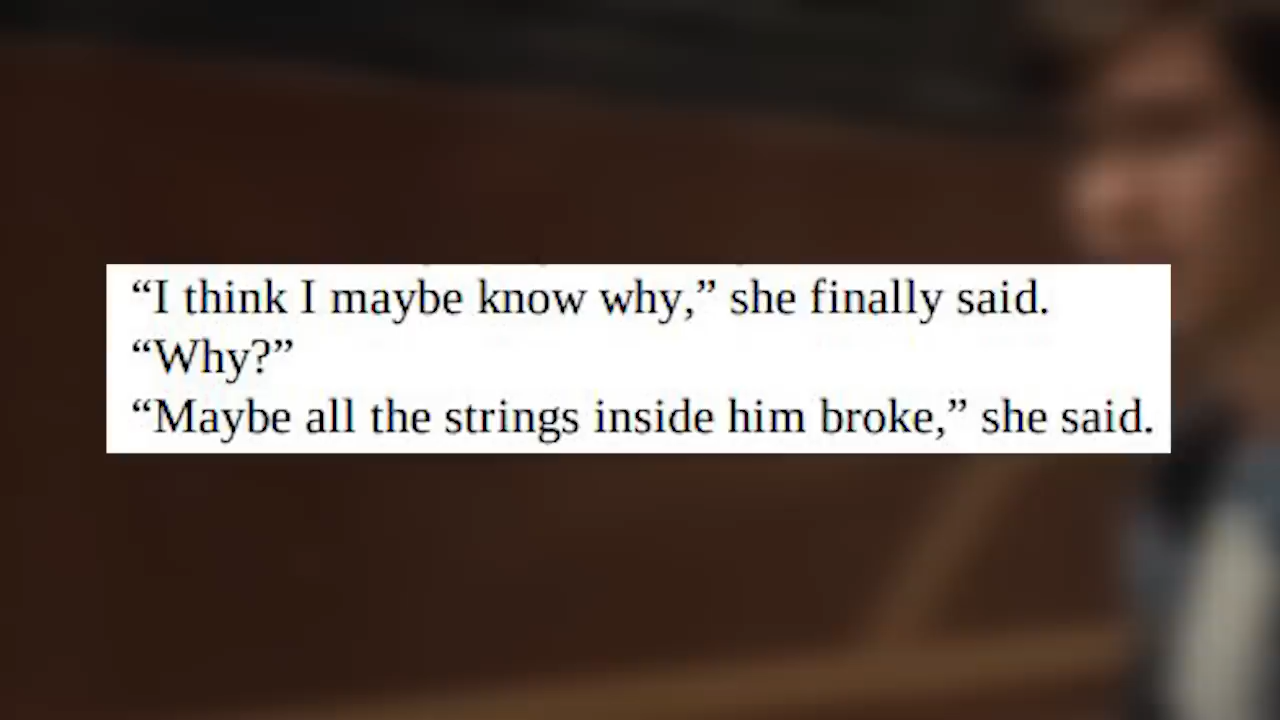 “I think I maybe know why,” she finally said.
“Why?”
“Maybe all the strings inside him broke,” she said.